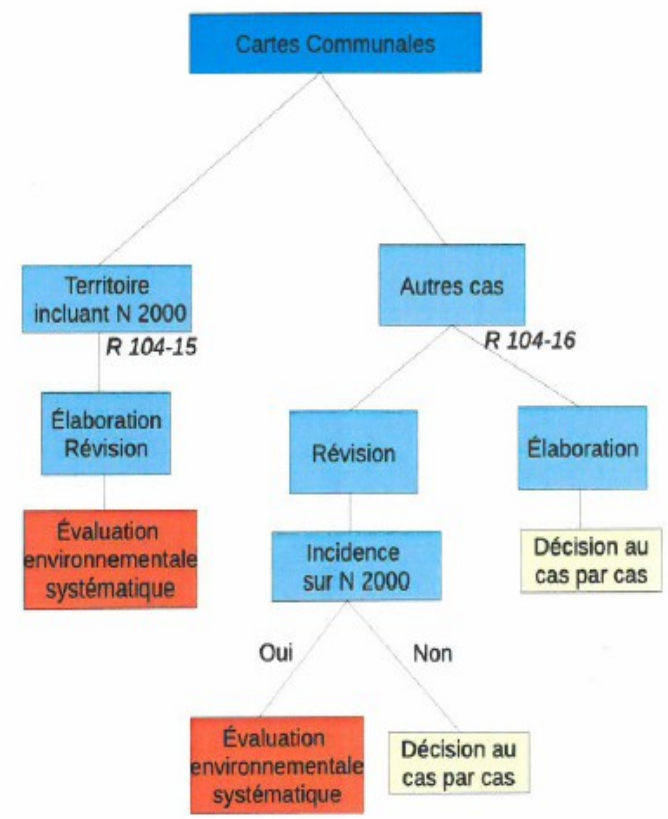 Cartes Communales
Territoire
incluant N 2000
Autres cas
R 104-15
R 104-16
Élaboration
Révision
Révision
Élaboration
Évaluation
environnementale
systématique
Incidence
sur N 2000
Décision au
cas par cas
Oui
Non
Évaluation
environnementale
systématique
Décision au
cas par cas